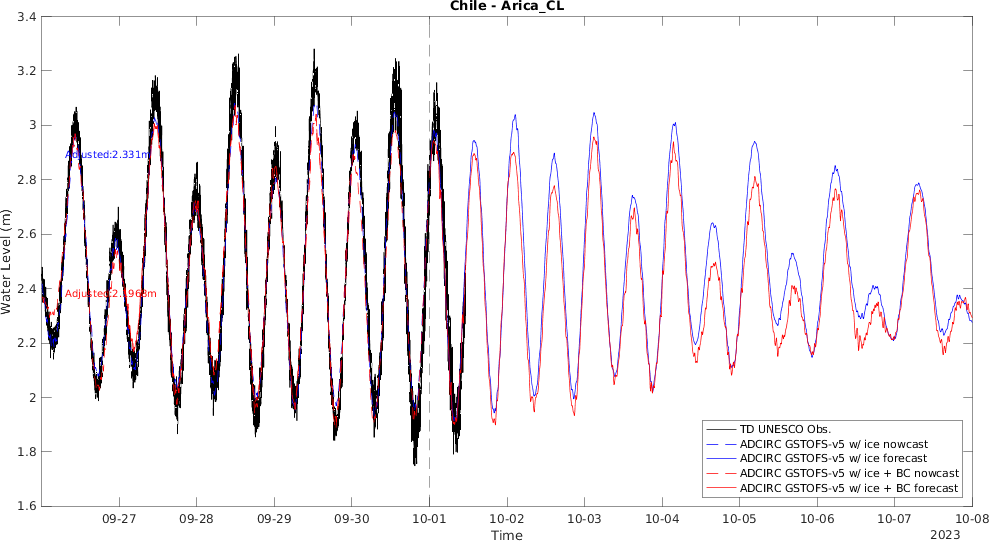 Chile - Arica_CL
3.4
3.2
3
2.8
2.6
2.4
2.2
2
1.8
1.6
Water Level (m)
Adjusted:2.331m
Adjusted:2.1968m
TD UNESCO Obs.
ADCIRC GSTOFS-v5 w/ ice nowcast
ADCIRC GSTOFS-v5 w/ ice forecast
ADCIRC GSTOFS-v5 w/ ice + BC nowcast
ADCIRC GSTOFS-v5 w/ ice + BC forecast
09-27 09-28 09-29 09-30 10-01 10-02 10-03 10-04 10-05 10-06 10-07 10-08
Time
2023